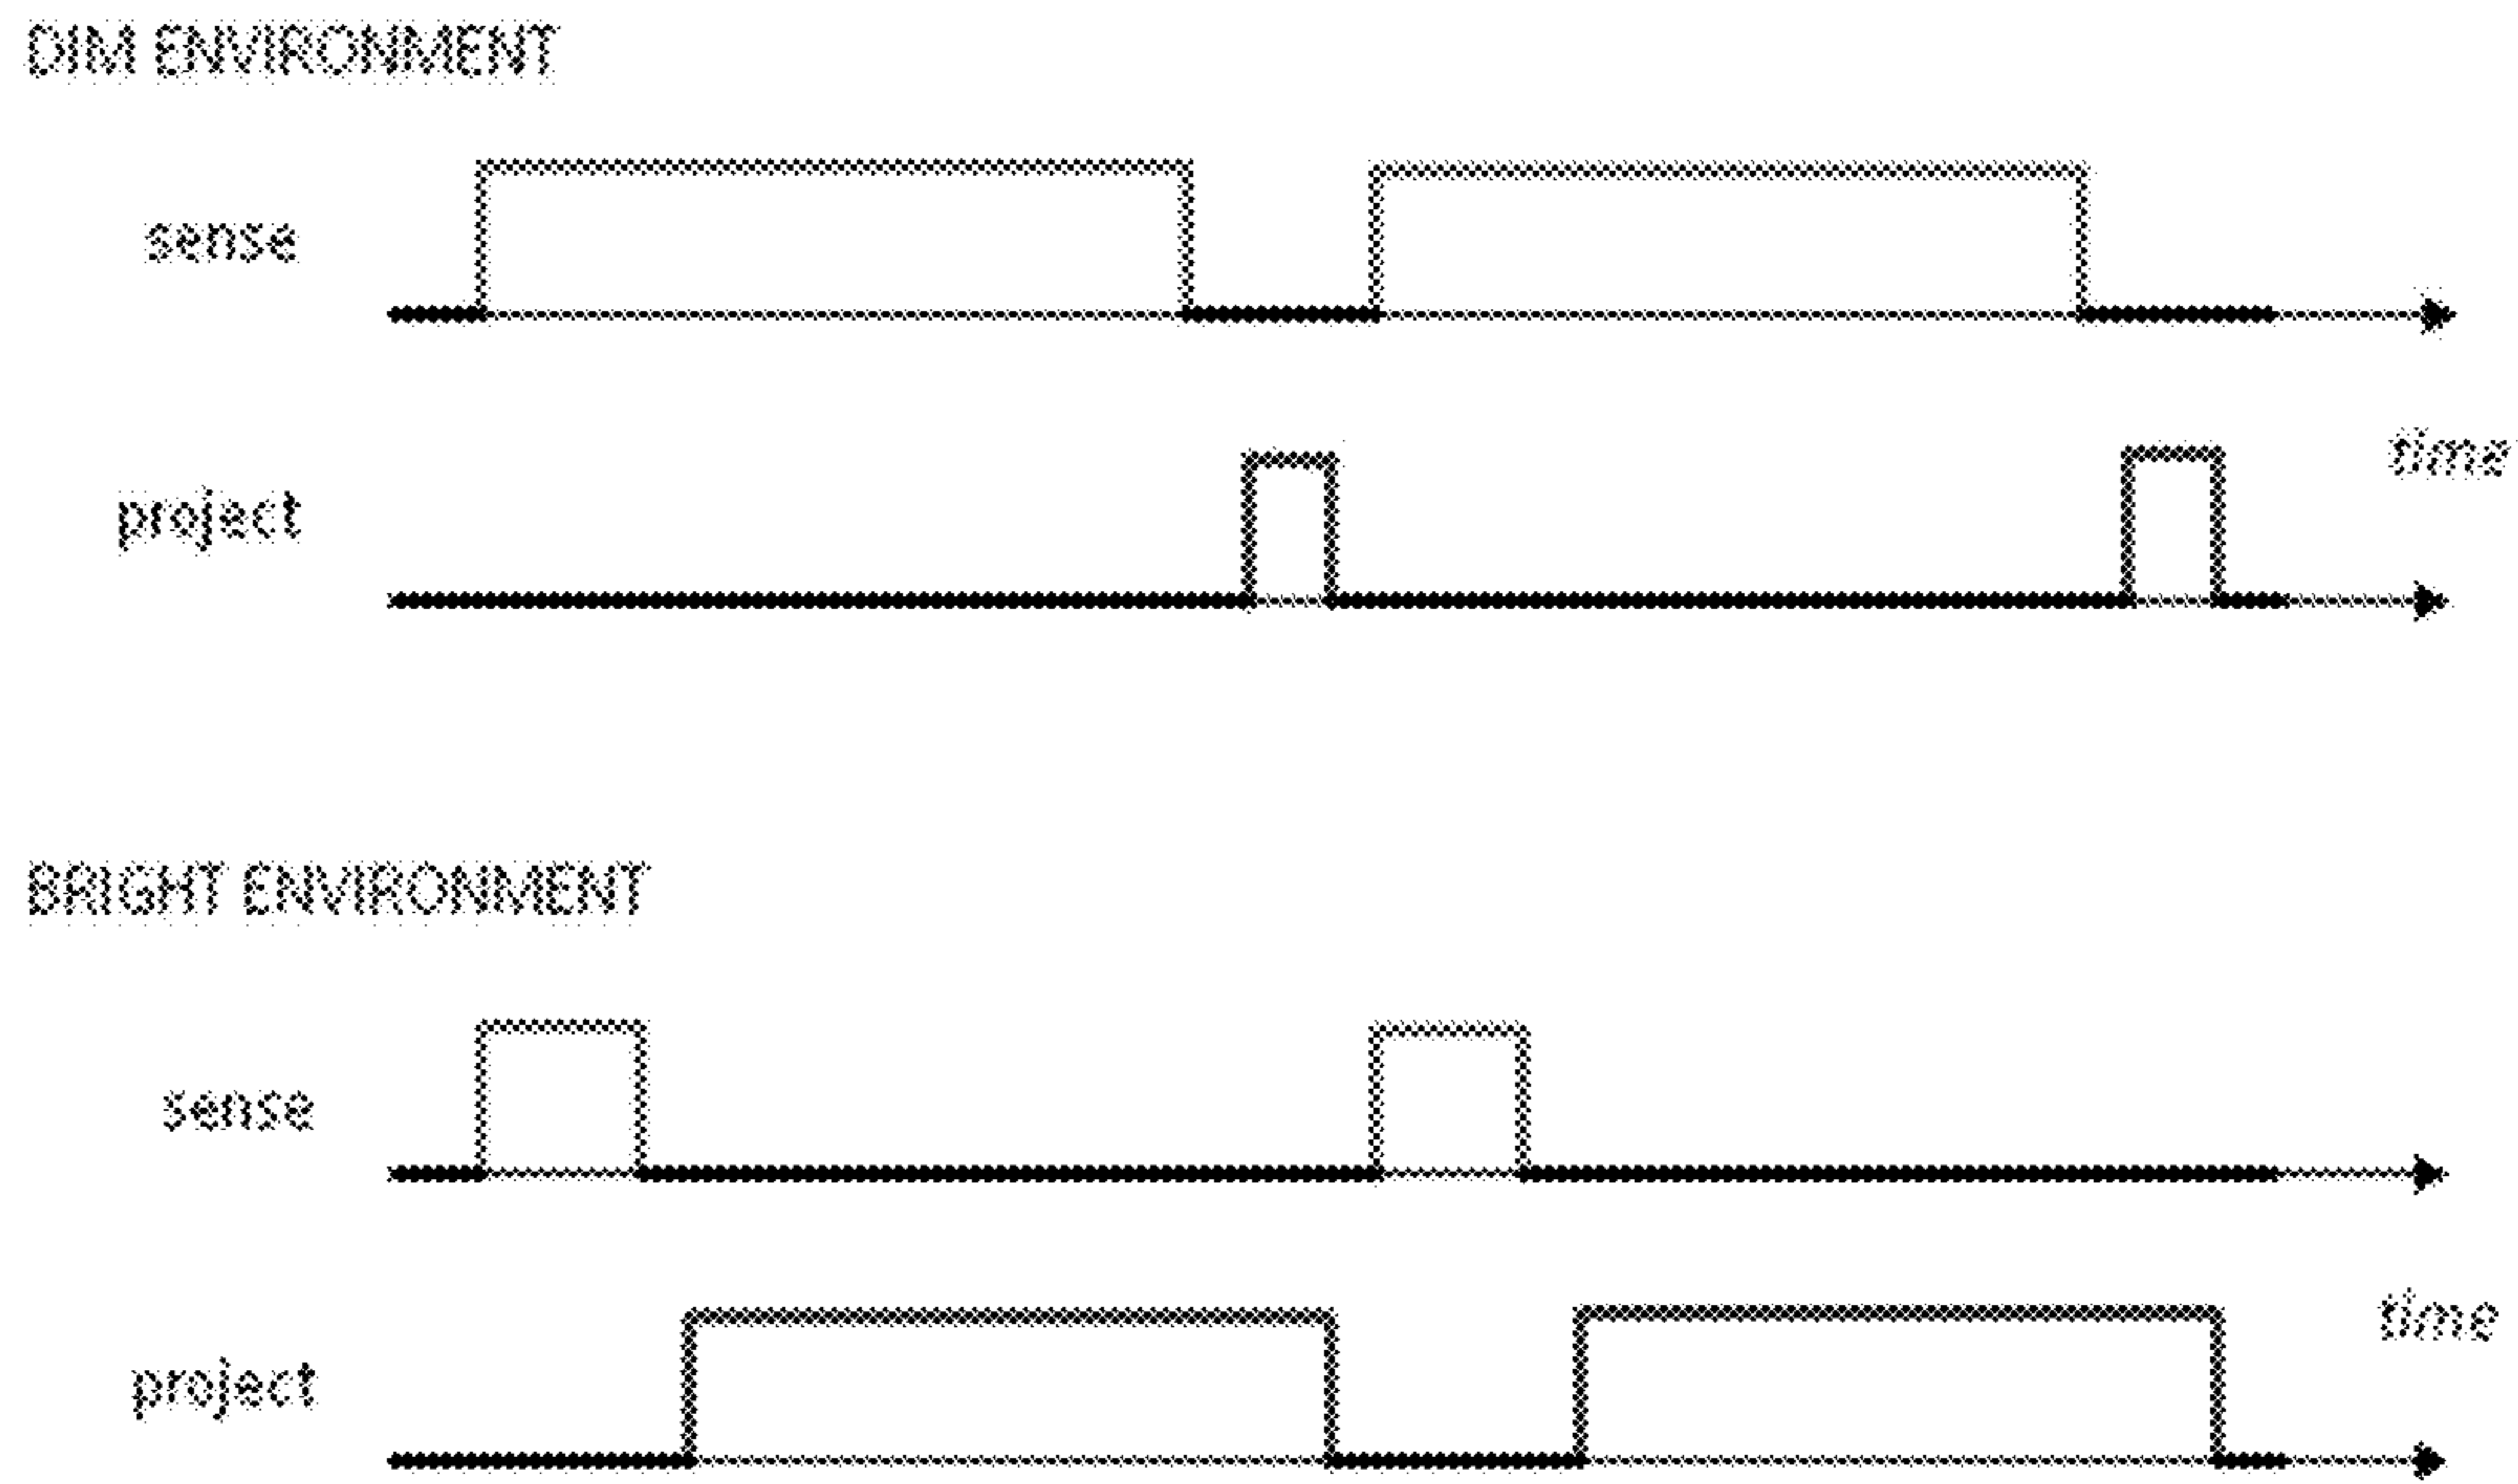 DIM ENVIRONMENT
sense
time
project
BRIGHT ENVIRONMENT
sense
time
project